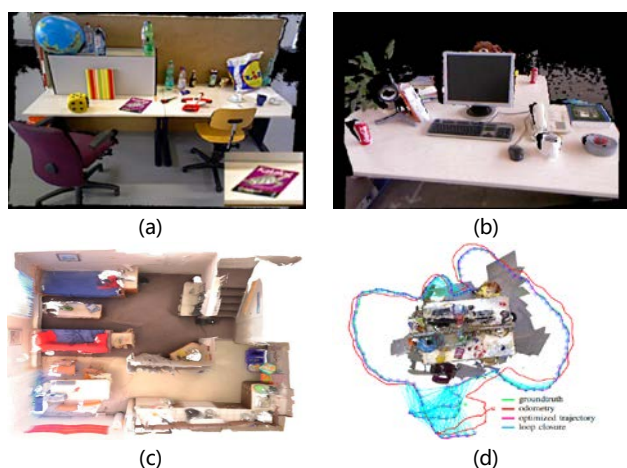 (a)
(b)
(c)
(d)
groundtruth
odometry
optimized trajectory
loop closure